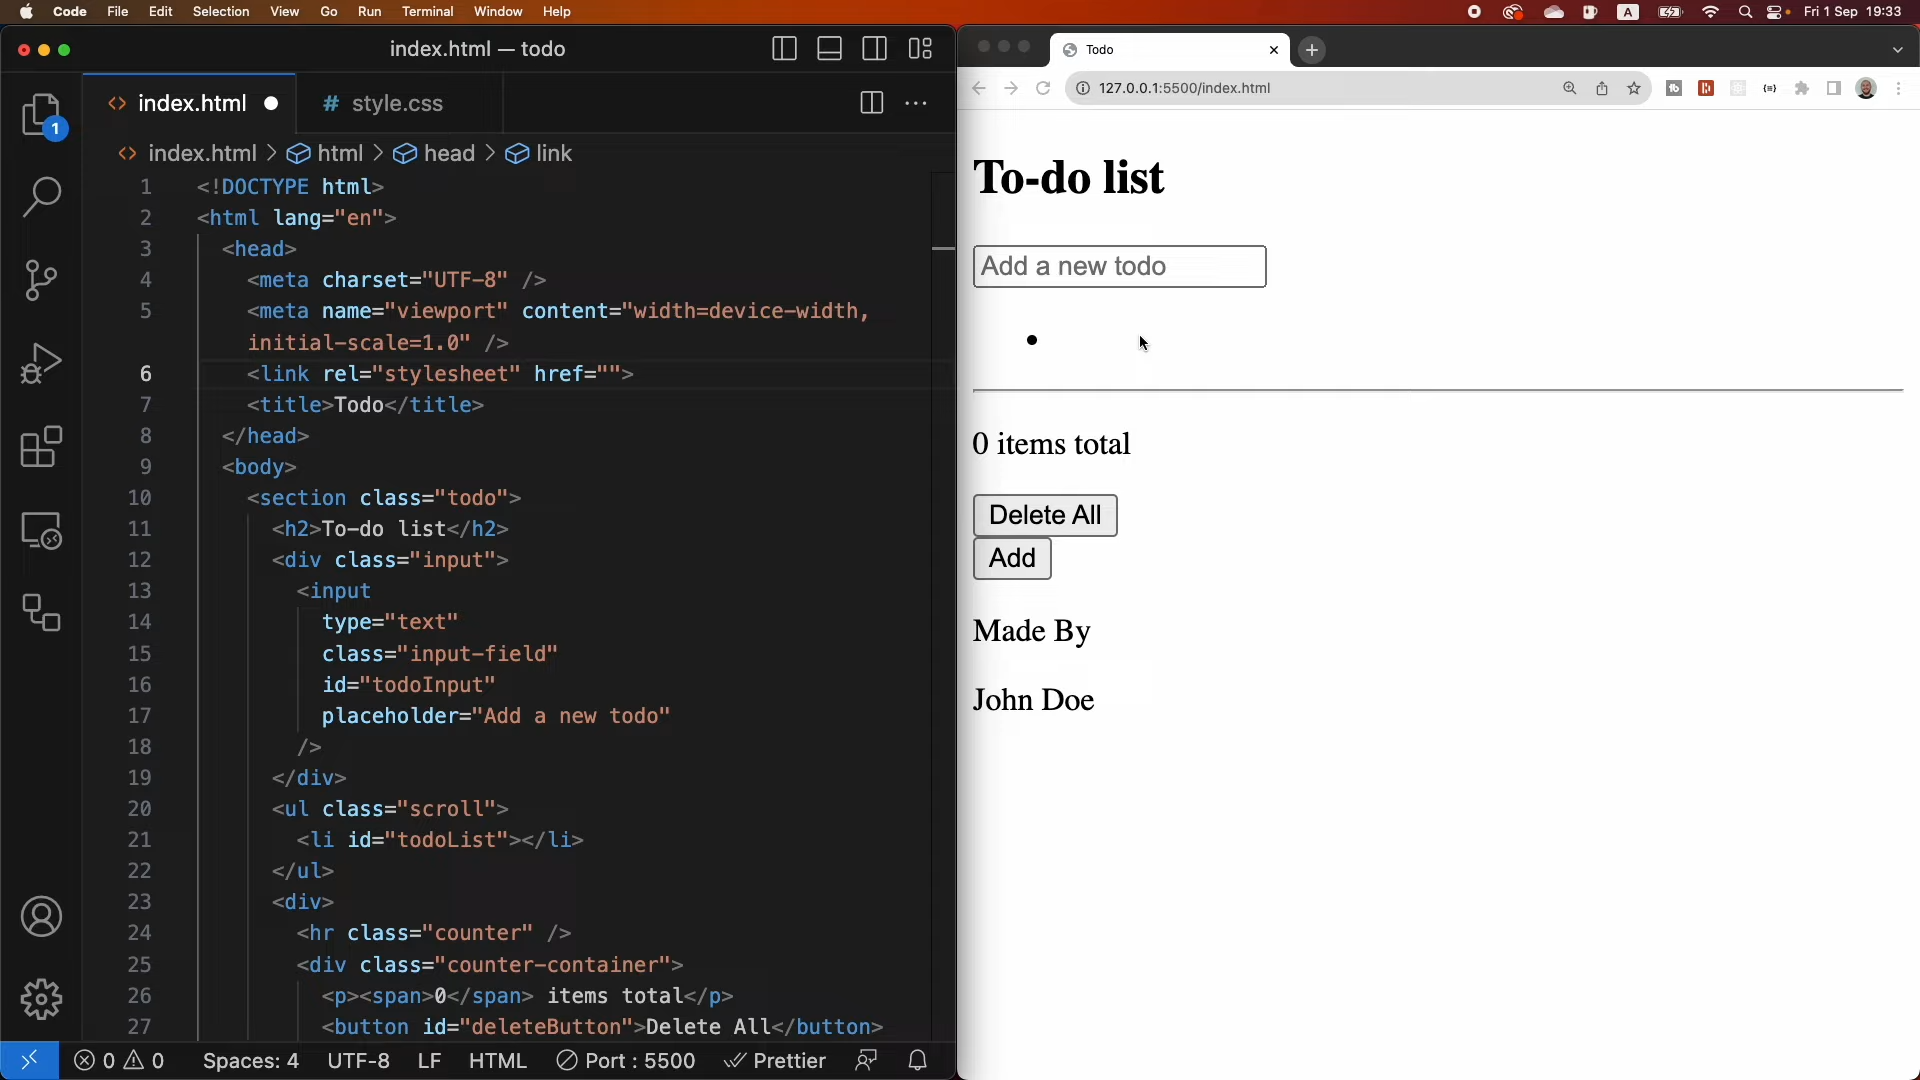 Code File Edit Selection View Go Run Terminal Window Help
A
Fri 1 Sep 19:33
index.html — todo
index.html
# style.css
index.html > html > head > link
1 <!DOCTYPE html>
2 <html lang="en">
3 <head>
4 <meta charset="UTF-8" />
5 <meta name="viewport" content="width=device-width,
initial-scale=1.0" />
6 <link rel="stylesheet" href="">
7 <title>Todo</title>
8 </head>
9 <body>
10 <section class="todo">
11 <h2>To-do list</h2>
12 <div class="input">
13 <input
14 type="text"
15 class="input-field"
16 id="todoInput"
17 placeholder="Add a new todo"
18 />
19 </div>
20 <ul class="scroll">
21 <li id="todoList"></li>
22 </ul>
23 <div>
24 <hr class="counter" />
25 <div class="counter-container">
26 <p><span>0</span> items total</p>
27 <button id="deleteButton">Delete All</button>
1
0 0 Spaces: 4 UTF-8 LF HTML Port : 5500 Prettier
Todo
127.0.0.1:5500/index.html
To-do list
Add a new todo
0 items total
Delete All
Add
Made By
John Doe